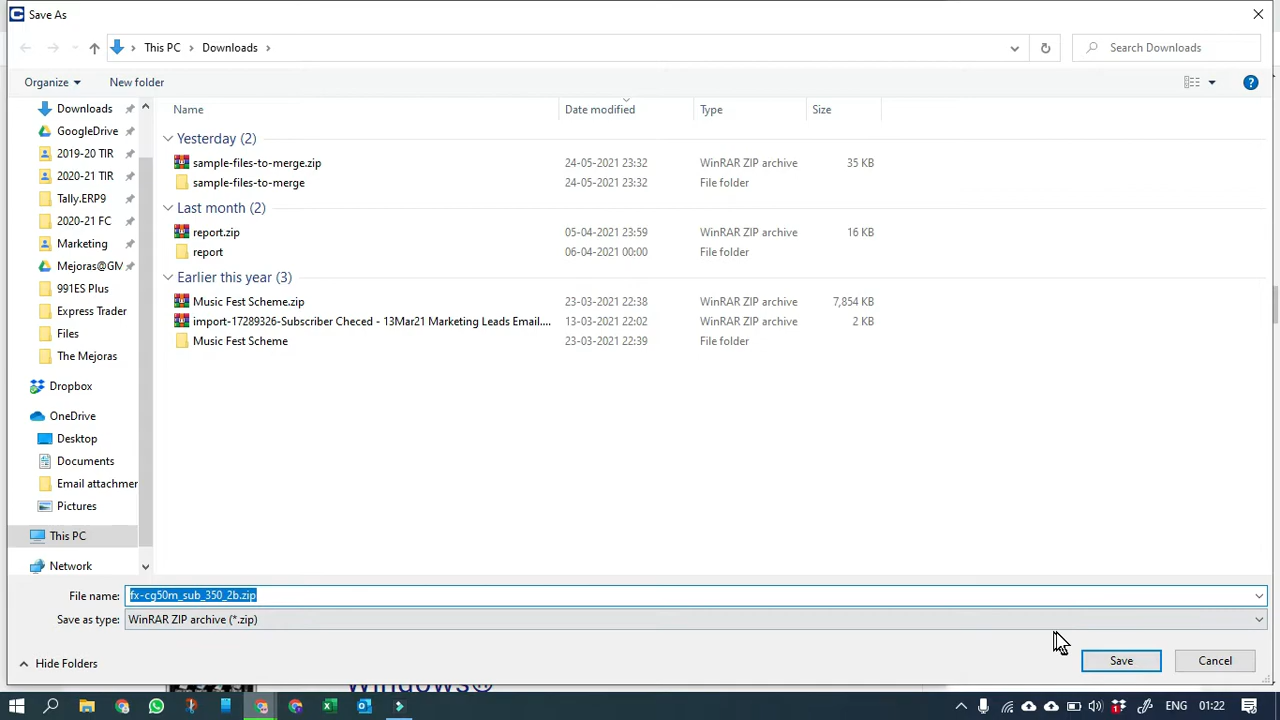 Save As
This PC
Downloads
Search Downloads
Organize
New folder
Name
Date modified
Type
Size
Downloads
GoogleDrive
2019-20 TIR
2020-21 TIR
Tally.ERP9
2020-21 FC
Marketing
Mejoras@GM
991ES Plus
Express Trader
Files
The Mejoras
Dropbox
OneDrive
Desktop
Documents
Email attachmer
Pictures
This PC
Network
Yesterday (2)
sample-files-to-merge.zip 24-05-2021 23:32 WinRAR ZIP archive 35 KB
sample-files-to-merge 24-05-2021 23:32 File folder
Last month (2)
report.zip 05-04-2021 23:59 WinRAR ZIP archive 16 KB
report 06-04-2021 00:00 File folder
Earlier this year (3)
Music Fest Scheme.zip 23-03-2021 22:38 WinRAR ZIP archive 7,854 KB
import-17289326-Subscriber Checed - 13Mar21 Marketing Leads Email.... 13-03-2021 22:02 WinRAR ZIP archive 2 KB
Music Fest Scheme 23-03-2021 22:39 File folder
File name: fx-cg50m_sub_350_2b.zip
Save as type: WinRAR ZIP archive (*.zip)
Hide Folders
Save
Cancel
Windows®
ENG
01:22